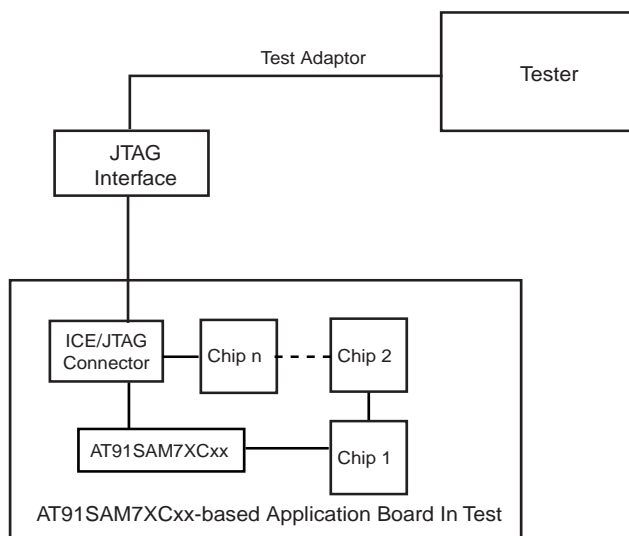 Test Adaptor
Tester
JTAG
Interface
ICE/JTAG
Connector
Chip n
Chip 2
AT91SAM7XCxx
Chip 1
AT91SAM7XCxx-based Application Board In Test